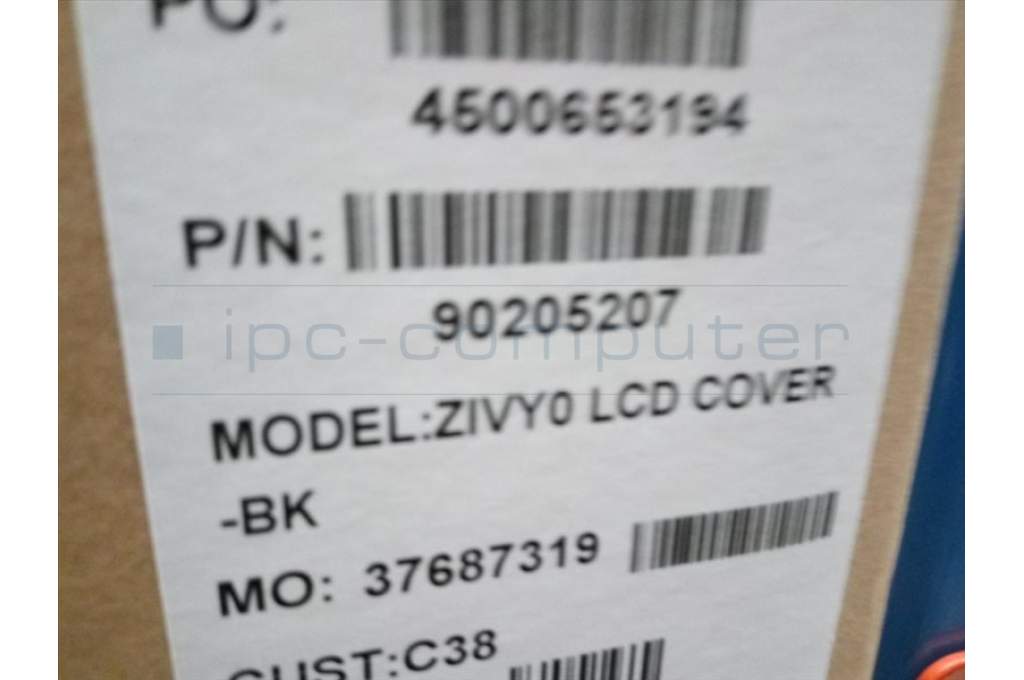 PO:
4500653194
P/N:
90205207
ipc-computer
MODEL:ZIVY0 LCD COVER
-BK
MO: 37687319
CUST:C38